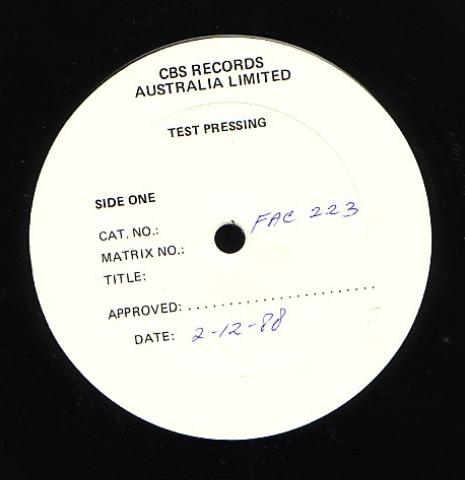 CBS RECORDS
AUSTRALIA LIMITED
TEST PRESSING
SIDE ONE
CAT. NO.: FAC 223
MATRIX NO.:
TITLE:
APPROVED: .......................
DATE: 2-12-88